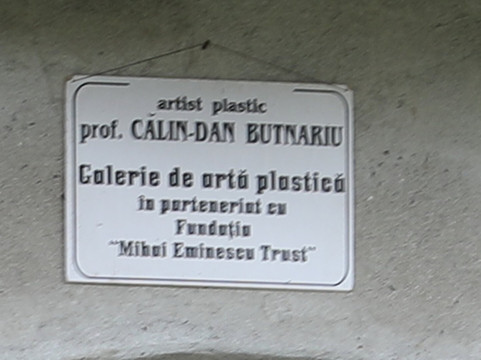 artist plastic
prof. CĂLIN-DAN BUTNARIU
Galerie de artă plastică
în parteneriat cu
Fundaţia
"Mihai Eminescu Trust"